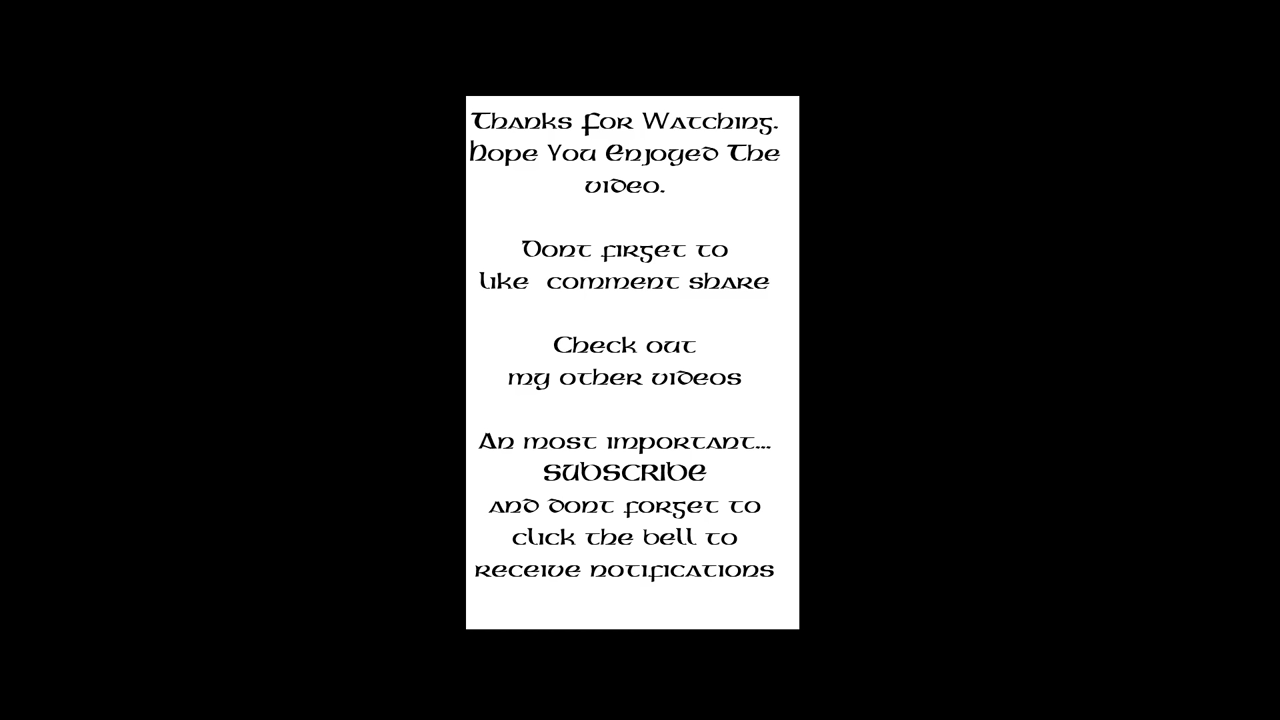 Thanks For Watching.
Hope You Enjoyed The
video.
Dont firget to
like comment share
Check out
my other videos
An most important...
SUBSCRIBE
and dont forget to
click the bell to
receive notifications